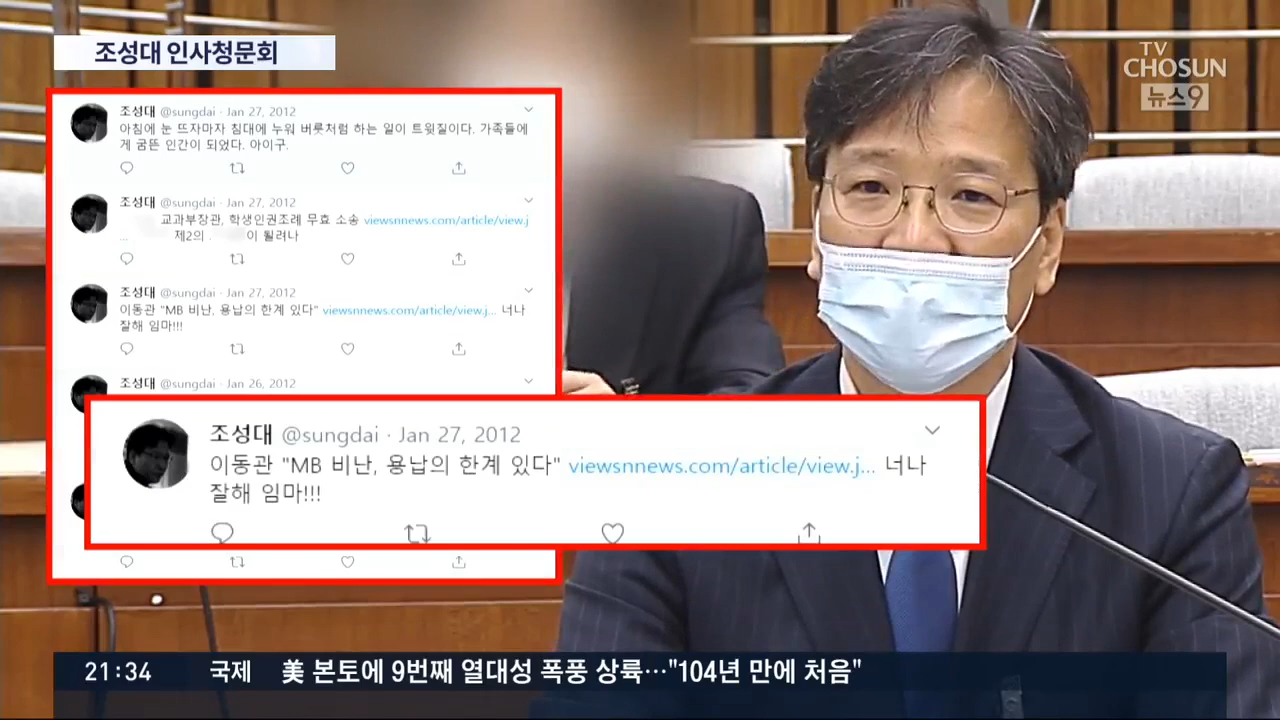 조성대 인사청문회
TV
CHOSUN
뉴스9
조성대 @sungdai · Jan 27, 2012
아침에 눈 뜨자마자 침대에 누워 버릇처럼 하는 일이 트윗질이다. 가족들에
게 굼뜬 인간이 되었다. 아이구.
조성대 @sungdai · Jan 27, 2012
교과부장관, 학생인권조례 무효 소송 viewsnnews.com/article/view.j
... 제2의 . 이 될려나
조성대 @sungdai · Jan 27, 2012
이동관 "MB 비난, 용납의 한계 있다" viewsnnews.com/article/view.j... 너나
잘해 임마!!!
조성대 @sungdai · Jan 26, 2012
조성대 @sungdai · Jan 27, 2012
이동관 "MB 비난, 용납의 한계 있다" viewsnnews.com/article/view.j... 너나
잘해 임마!!!
21:34 국제 美 본토에 9번째 열대성 폭풍 상륙…"104년 만에 처음"